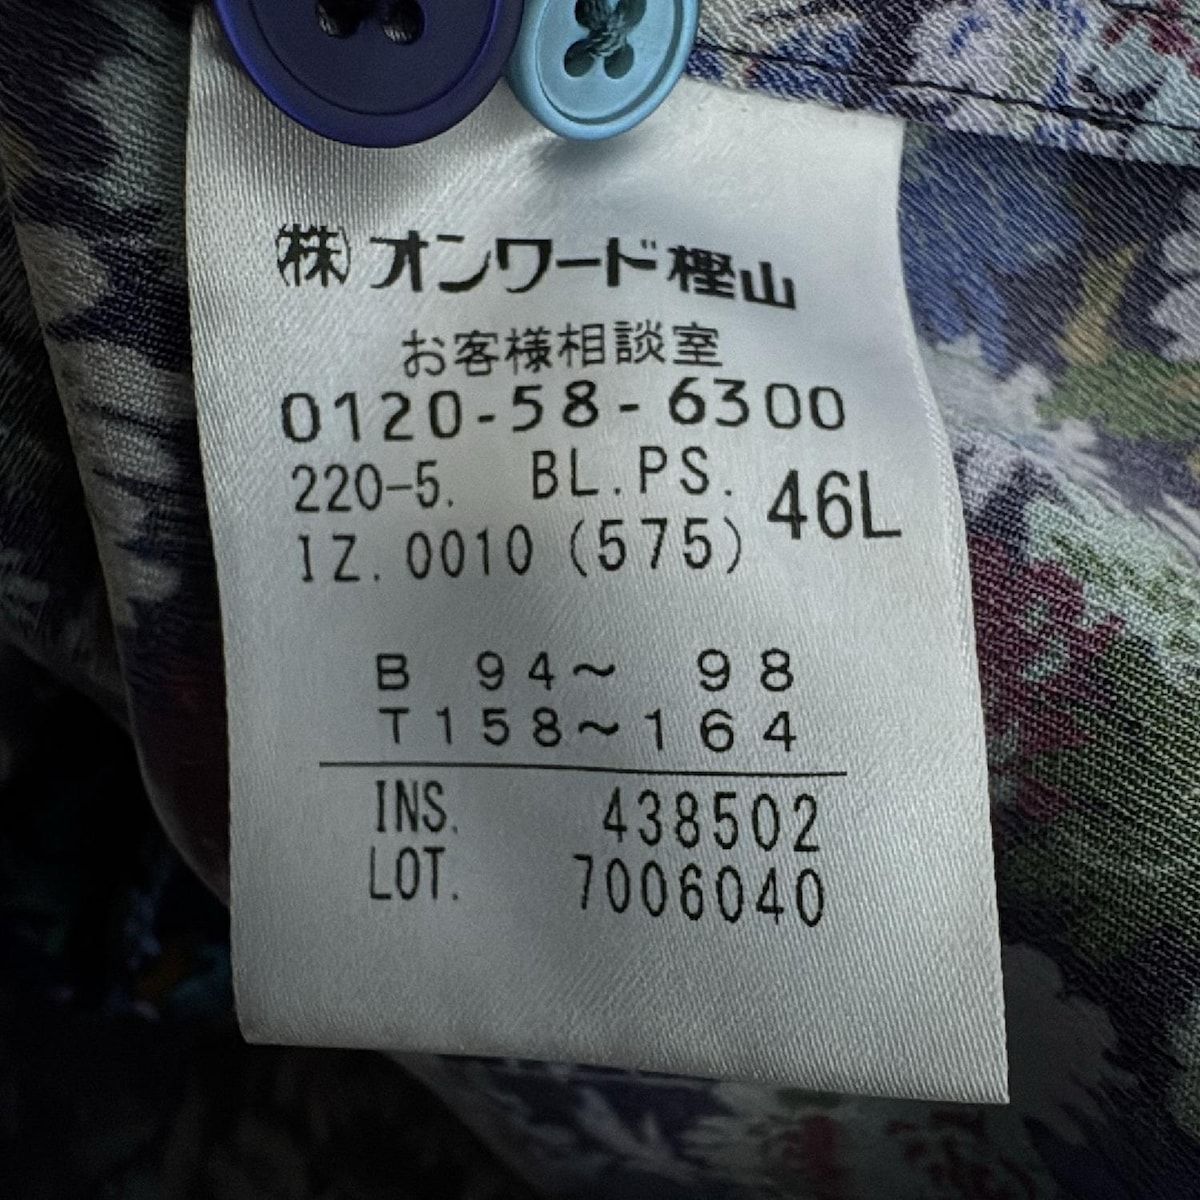 (株)オンワード樫山
お客様相談室
0120-58-6300
220-5. BL.PS. 46L
IZ.0010(575)
B 94～ 98
T158～164
INS. 438502
LOT. 7006040